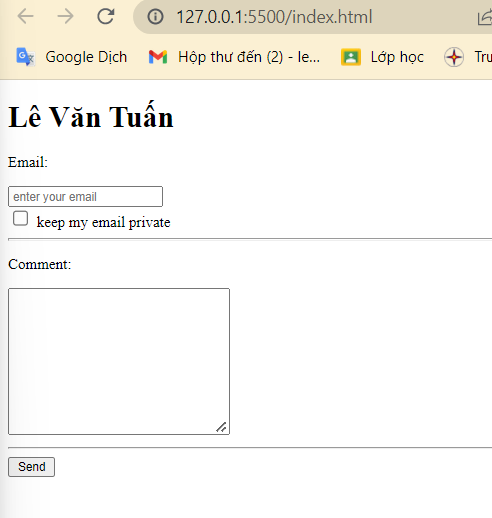 127.0.0.1:5500/index.html
Google Dịch Hộp thư đến (2) - le... Lớp học
Lê Văn Tuấn
Email:
enter your email
keep my email private
Comment:
Send